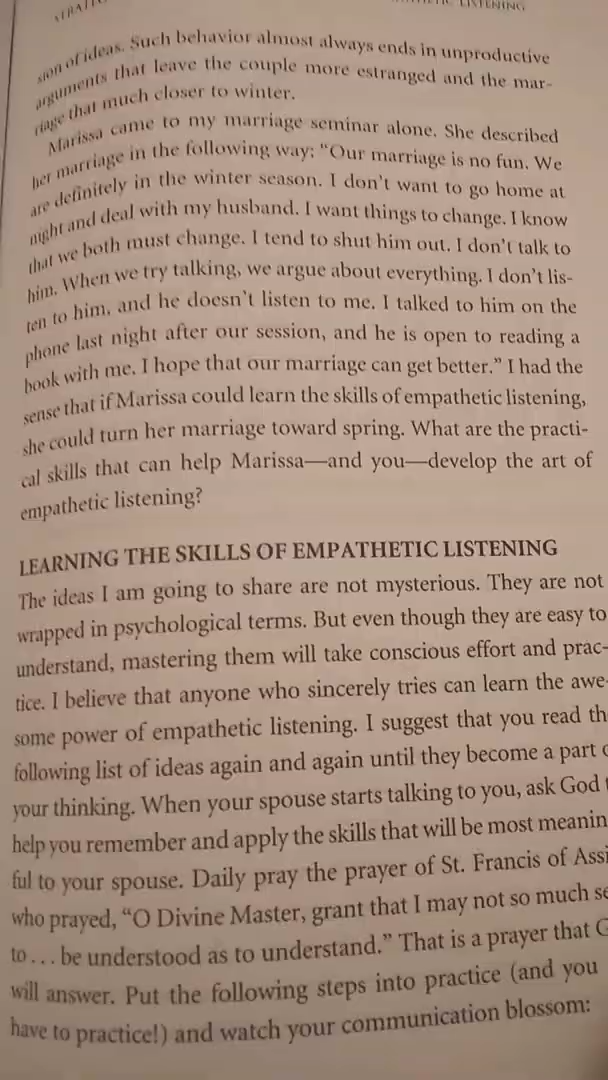 LISTENING
sion of ideas. Such behavior almost always ends in unproductive
arguments that leave the couple more estranged and the mar-
riage that much closer to winter.
Marissa came to my marriage seminar alone. She described
her marriage in the following way: “Our marriage is no fun. We
are definitely in the winter season. I don’t want to go home at
night and deal with my husband. I want things to change. I know
that we both must change. I tend to shut him out. I don’t talk to
him. When we try talking, we argue about everything. I don’t lis-
ten to him, and he doesn’t listen to me. I talked to him on the
phone last night after our session, and he is open to reading a
book with me. I hope that our marriage can get better.” I had the
sense that if Marissa could learn the skills of empathetic listening,
she could turn her marriage toward spring. What are the practi-
cal skills that can help Marissa—and you—develop the art of
empathetic listening?
LEARNING THE SKILLS OF EMPATHETIC LISTENING
The ideas I am going to share are not mysterious. They are not
wrapped in psychological terms. But even though they are easy to
understand, mastering them will take conscious effort and prac-
tice. I believe that anyone who sincerely tries can learn the awe-
some power of empathetic listening. I suggest that you read th
following list of ideas again and again until they become a part
your thinking. When your spouse starts talking to you, ask God
help you remember and apply the skills that will be most meanin
ful to your spouse. Daily pray the prayer of St. Francis of Assi
who prayed, “O Divine Master, grant that I may not so much se
to . . . be understood as to understand.” That is a prayer that G
will answer. Put the following steps into practice (and you
have to practice!) and watch your communication blossom: